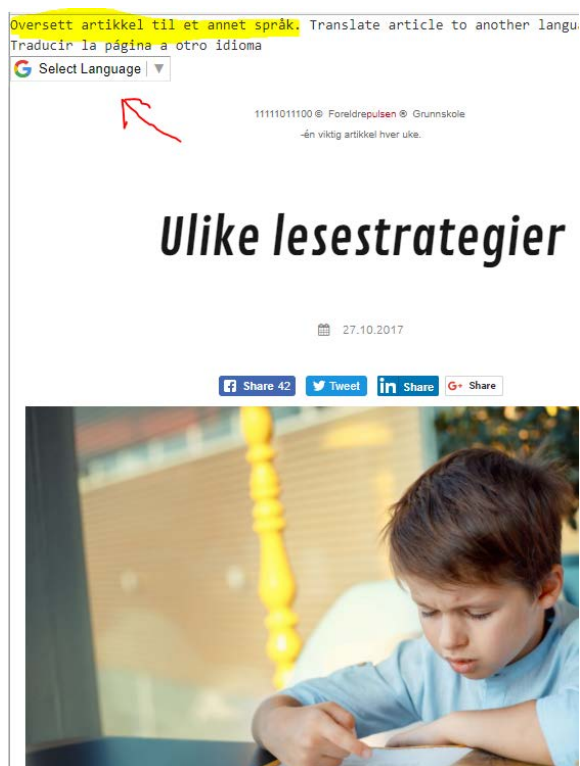 Oversett artikkel til et annet språk. Translate article to another
Traducir la página a otro idioma
Select Language ▼
11111011100 © Foreldrepulsen ® Grunnskole
-én viktig artikkel hver uke.
Ulike lesestrategier
27.10.2017
Share 42 Tweet in Share G+ Share